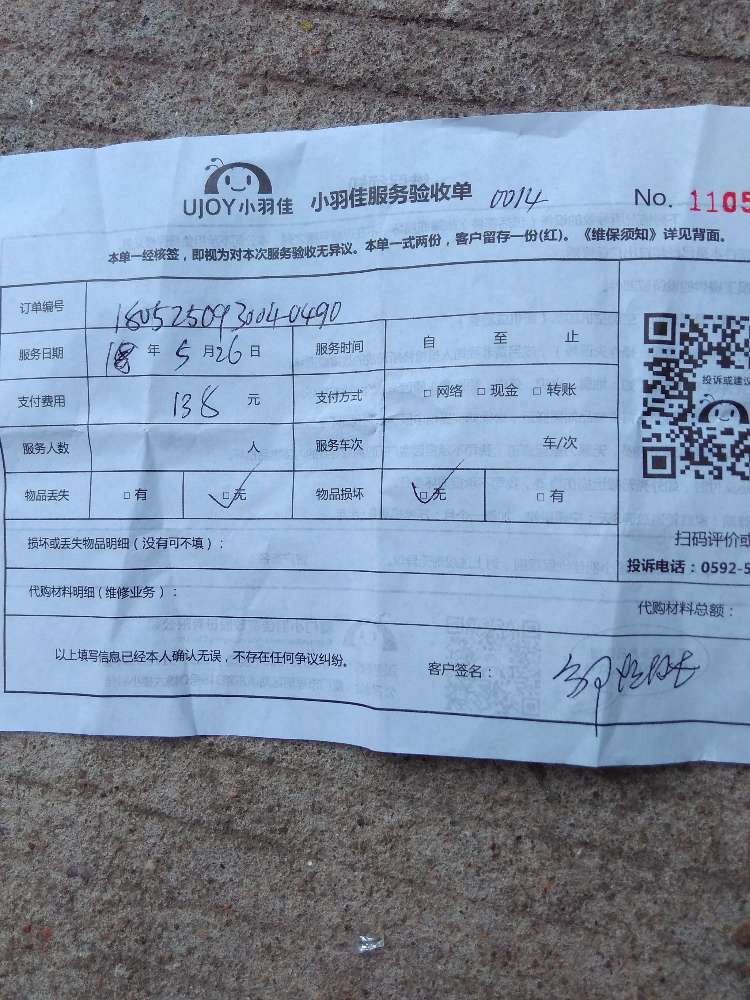 UJOY小羽佳 小羽佳服务验收单 0014 No. 1105
本单一经核签，即视为对本次服务验收无异议。本单一式两份，客户留存一份(红)。《维保须知》详见背面。
订单编号 1805250930040490
服务日期 18 年 5 月 26 日 服务时间 自 至 止
投诉或建议
支付费用 138 元 支付方式 □ 网络 □ 现金 □ 转账
服务人数 人 服务车次 车/次
物品丢失 □ 有 □ 无 物品损坏 □ 无 □ 有
损坏或丢失物品明细（没有可不填）：
扫码评价或
投诉电话：0592-5
代购材料明细（维修业务）：
代购材料总额：
以上填写信息已经本人确认无误，不存在任何争议纠纷。 客户签名：